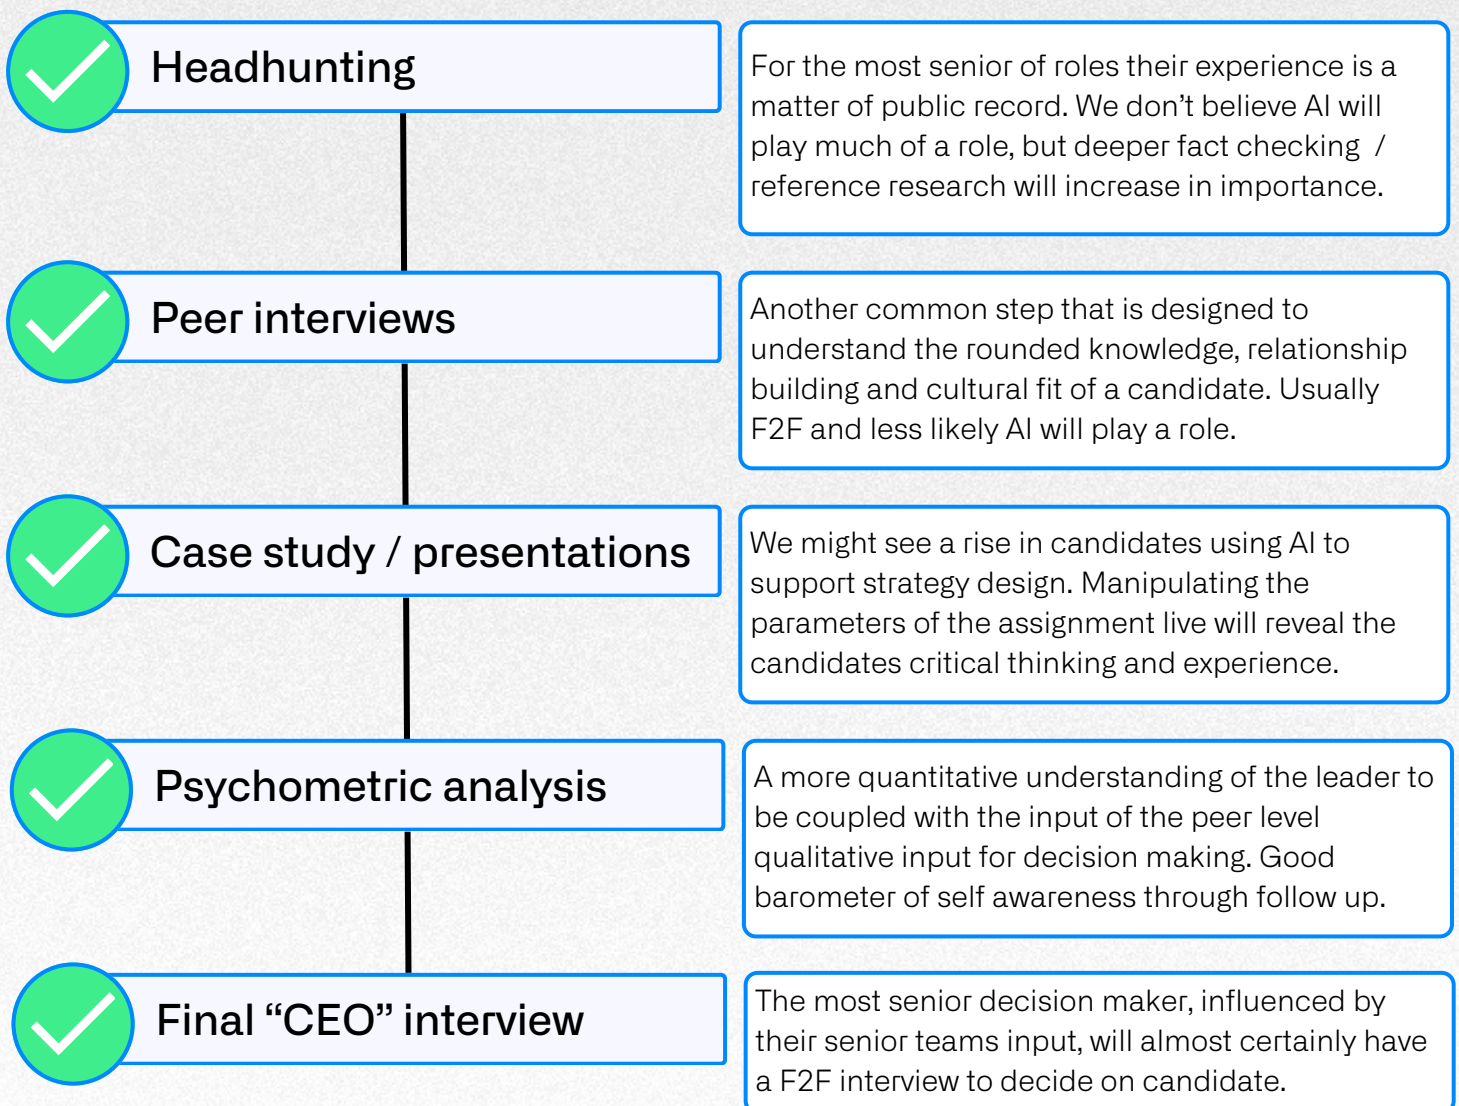 Headhunting
For the most senior of roles their experience is a
matter of public record. We don’t believe AI will
play much of a role, but deeper fact checking  /
reference research will increase in importance.
Peer interviews
Another common step that is designed to
understand the rounded knowledge, relationship
building and cultural fit of a candidate. Usually
F2F and less likely AI will play a role.
Case study / presentations
We might see a rise in candidates using AI to
support strategy design. Manipulating the
parameters of the assignment live will reveal the
candidates critical thinking and experience.
Psychometric analysis
A more quantitative understanding of the leader to
be coupled with the input of the peer level
qualitative input for decision making. Good
barometer of self awareness through follow up.
Final “CEO” interview
The most senior decision maker, influenced by
their senior teams input, will almost certainly have
a F2F interview to decide on candidate.